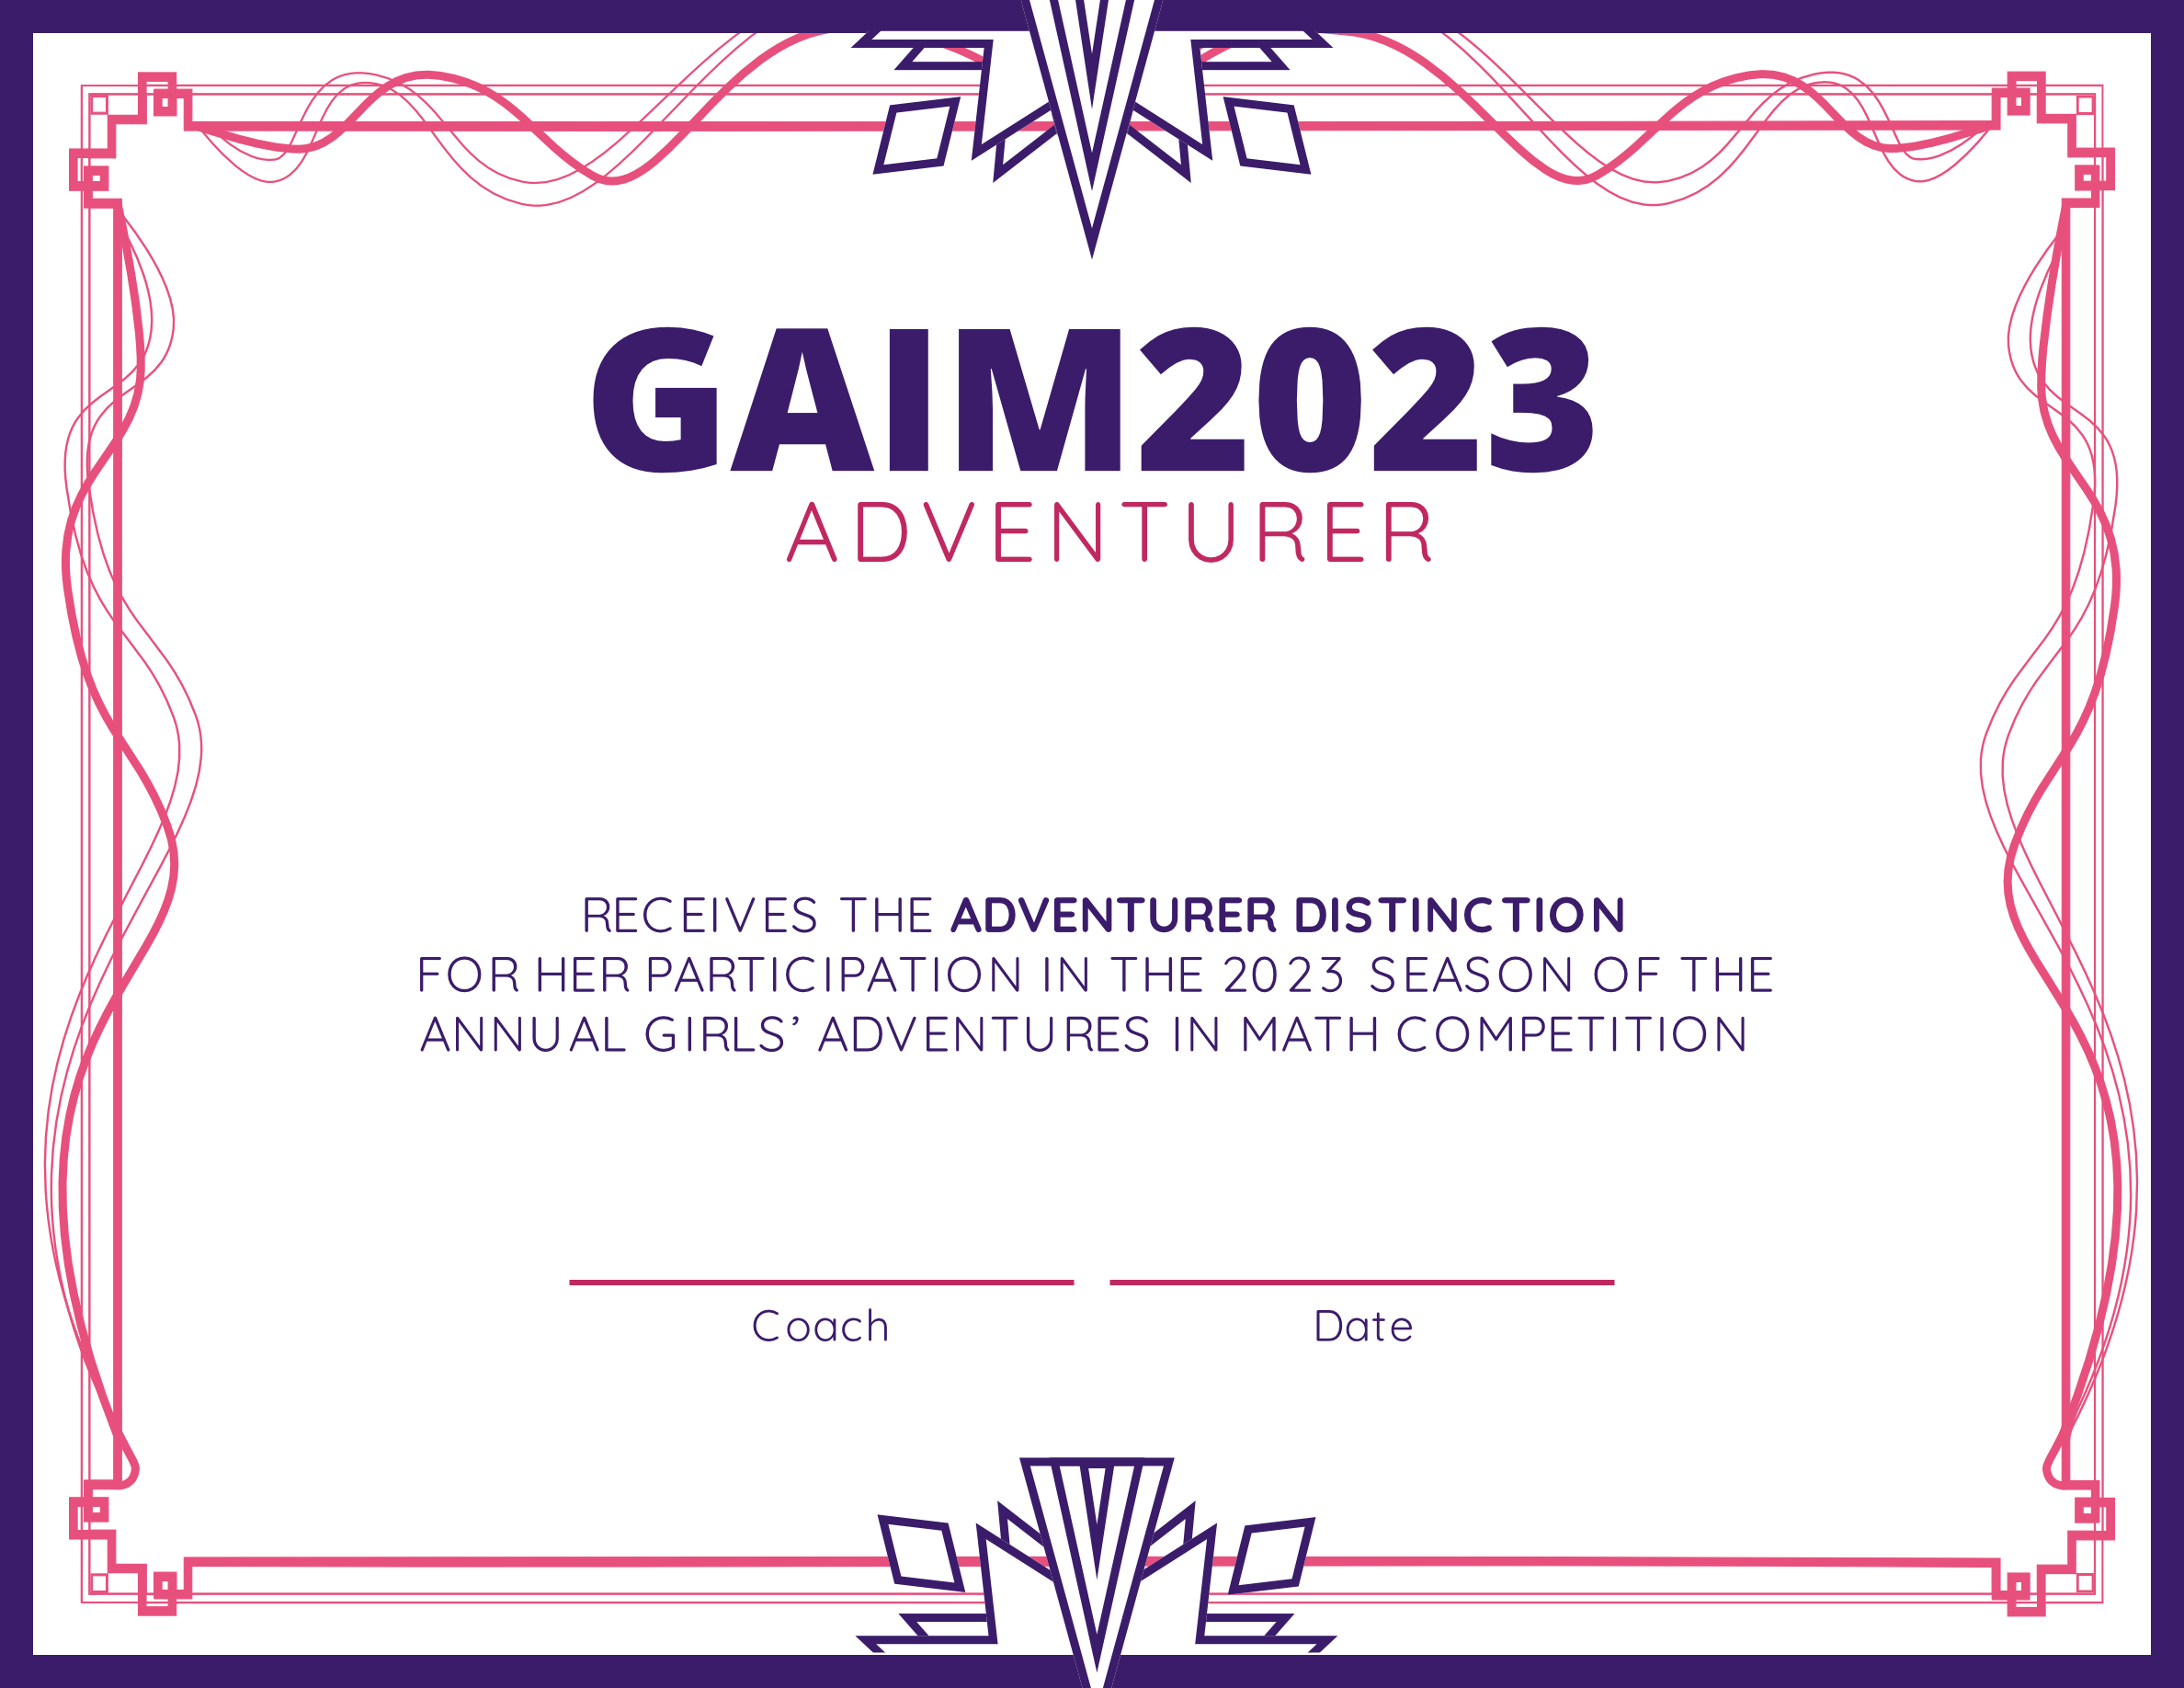 GAIM2023
ADVENTURER
RECEIVES THE ADVENTURER DISTINCTION
FOR HER PARTICIPATION IN THE 2023 SEASON OF THE
ANNUAL GIRLS’ ADVENTURES IN MATH COMPETITION
Coach Date